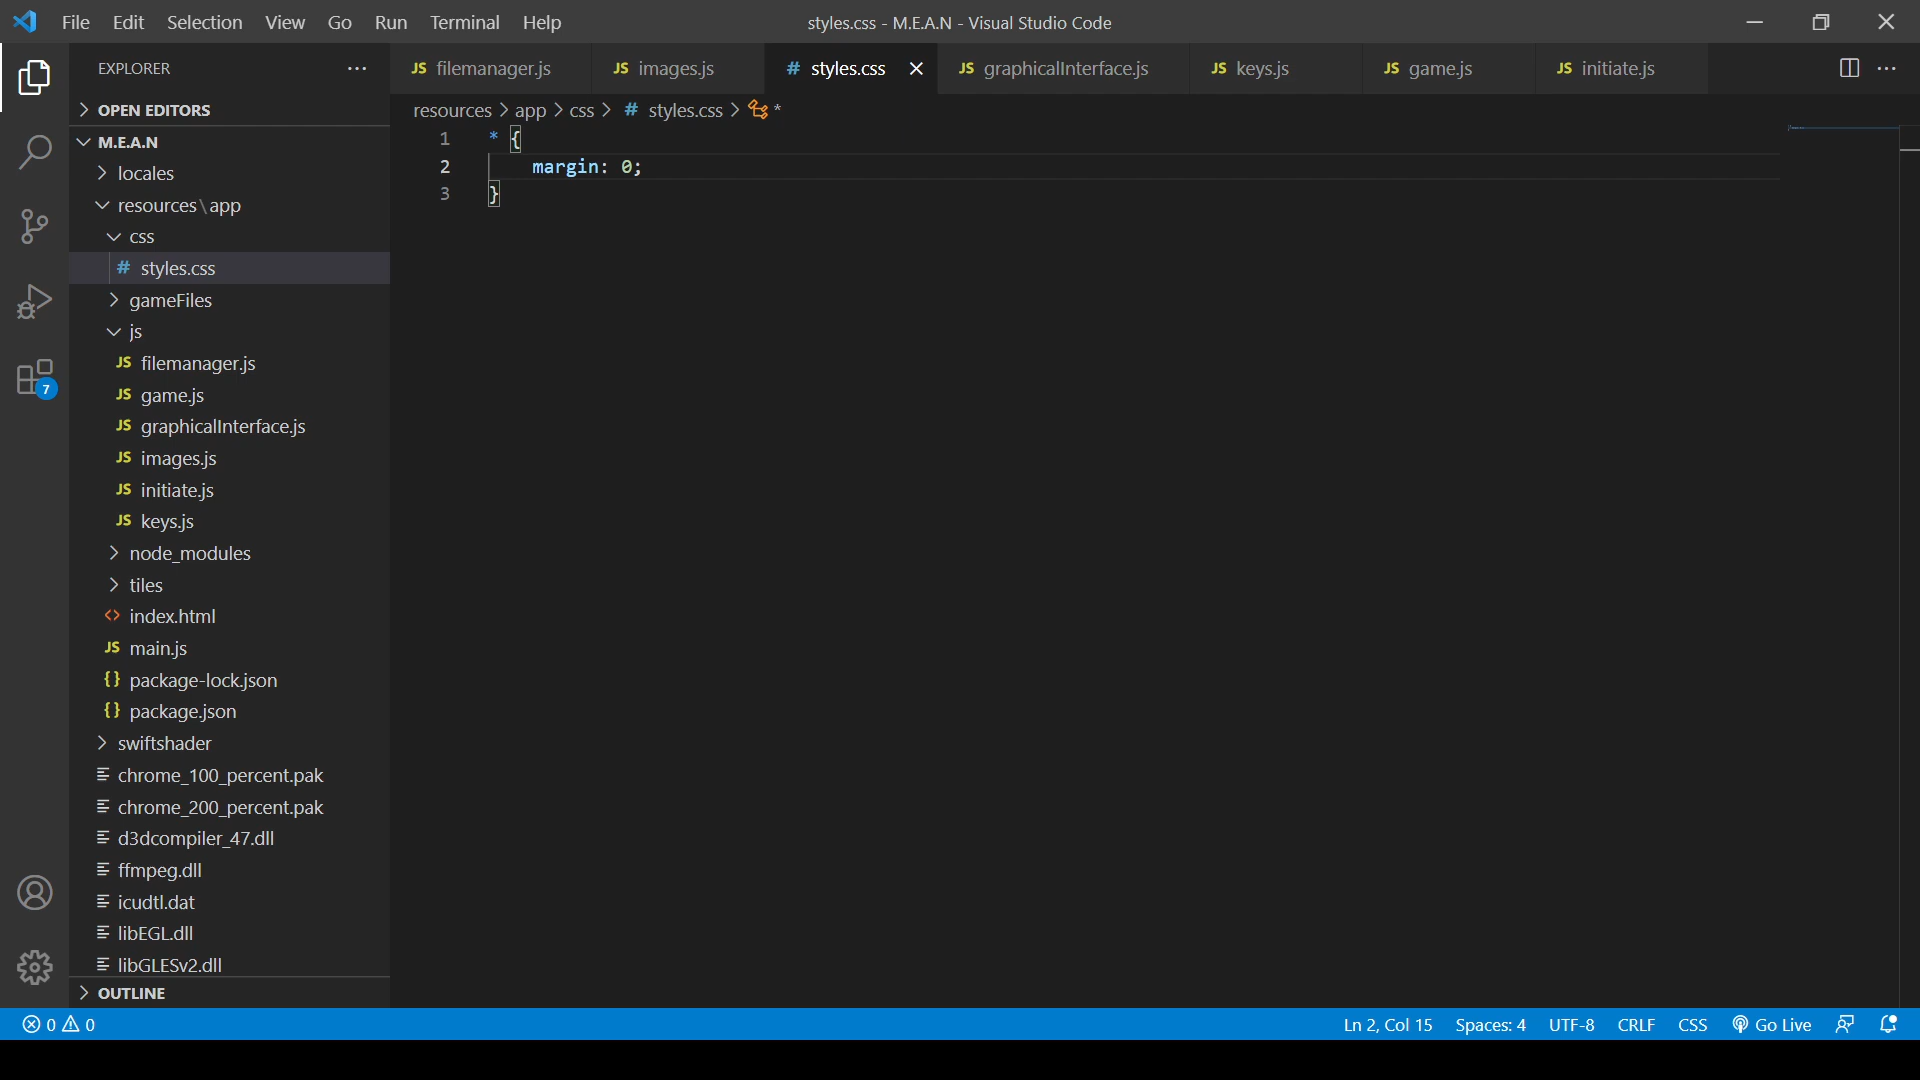 File Edit Selection View Go Run Terminal Help styles.css - M.E.A.N - Visual Studio Code
EXPLORER
JS filemanager.js JS images.js # styles.css JS graphicalInterface.js JS keys.js JS game.js JS initiate.js
OPEN EDITORS
M.E.A.N
locales
resources\app
css
# styles.css
gameFiles
js
JS filemanager.js
JS game.js
JS graphicalInterface.js
JS images.js
JS initiate.js
JS keys.js
node_modules
tiles
<> index.html
JS main.js
{} package-lock.json
{} package.json
swiftshader
chrome_100_percent.pak
chrome_200_percent.pak
d3dcompiler_47.dll
ffmpeg.dll
icudtl.dat
libEGL.dll
libGLESv2.dll
OUTLINE
7
resources > app > css > # styles.css > *
1 * {
2 margin: 0;
3 }
0 0 Ln 2, Col 15 Spaces: 4 UTF-8 CRLF CSS Go Live